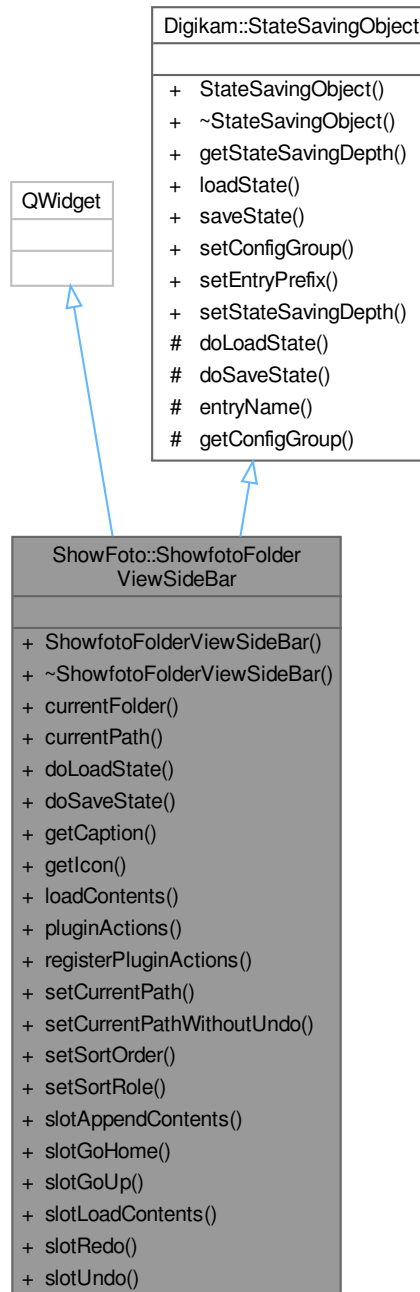 Digikam::StateSavingObject
+ StateSavingObject()
+ ~StateSavingObject()
+ getStateSavingDepth()
+ loadState()
+ saveState()
+ setConfigGroup()
+ setEntryPrefix()
+ setStateSavingDepth()
# doLoadState()
# doSaveState()
# entryName()
# getConfigGroup()
QWidget
ShowFoto::ShowfotoFolder
ViewSideBar
+ ShowfotoFolderViewSideBar()
+ ~ShowfotoFolderViewSideBar()
+ currentFolder()
+ currentPath()
+ doLoadState()
+ doSaveState()
+ getCaption()
+ getIcon()
+ loadContents()
+ pluginActions()
+ registerPluginActions()
+ setCurrentPath()
+ setCurrentPathWithoutUndo()
+ setSortOrder()
+ setSortRole()
+ slotAppendContents()
+ slotGoHome()
+ slotGoUp()
+ slotLoadContents()
+ slotRedo()
+ slotUndo()